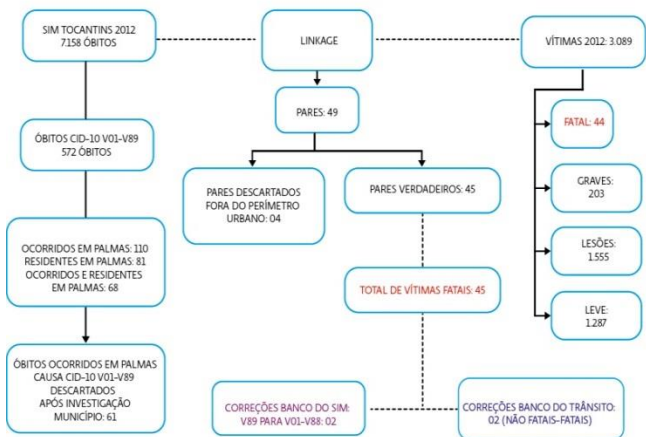 SIM TOCANTINS 2012
7.158 ÓBITOS
LINKAGE
VÍTIMAS 2012: 3.089
PARES: 49
FATAL: 44
ÓBITOS CID-10 V01-V89
572 ÓBITOS
PARES DESCARTADOS
FORA DO PERÍMETRO
URBANO: 04
PARES VERDADEIROS: 45
GRAVES:
203
OCORRIDOS EM PALMAS: 110
RESIDENTES EM PALMAS: 81
OCORRIDOS E RESIDENTES
EM PALMAS: 68
LESÕES:
1.555
TOTAL DE VÍTIMAS FATAIS: 45
LEVE:
1.287
ÓBITOS OCORRIDOS EM PALMAS
CAUSA CID-10 V01-V89
DESCARTADOS
APÓS INVESTIGAÇÃO
MUNICÍPIO: 61
CORREÇÕES BANCO DO SIM:
V89 PARA V01-V88: 02
CORREÇÕES BANCO DO TRÂNSITO:
02 (NÃO FATAIS-FATAIS)